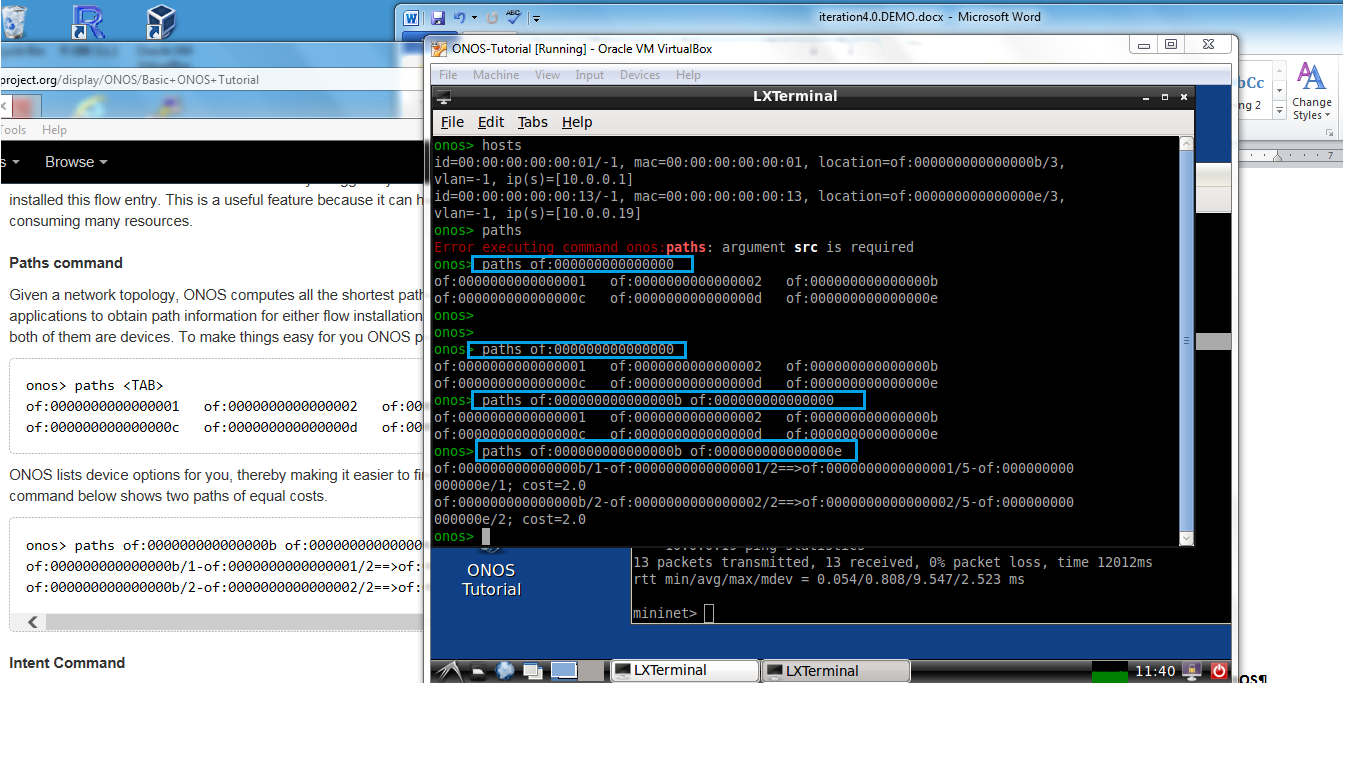 iteration4.0.DEMO.docx - Microsoft Word
project.org/display/ONOS/Basic+ONOS+Tutorial
Tools Help
Browse
installed this flow entry. This is a useful feature because it can h
consuming many resources.
Paths command
Given a network topology, ONOS computes all the shortest path
applications to obtain path information for either flow installation
both of them are devices. To make things easy for you ONOS p
onos> paths <TAB>
of:0000000000000001 of:0000000000000002 of:00
of:000000000000000c of:000000000000000d of:00
ONOS lists device options for you, thereby making it easier to fi
command below shows two paths of equal costs.
onos> paths of:000000000000000b of:00000000000000
of:000000000000000b/1-of:0000000000000001/2==>of:
of:000000000000000b/2-of:0000000000000002/2==>of:
Intent Command
ONOS-Tutorial [Running] - Oracle VM VirtualBox
File Machine View Input Devices Help
LXTerminal
File Edit Tabs Help
onos> hosts
id=00:00:00:00:00:01/-1, mac=00:00:00:00:00:01, location=of:000000000000000b/3,
vlan=-1, ip(s)=[10.0.0.1]
id=00:00:00:00:00:13/-1, mac=00:00:00:00:00:13, location=of:000000000000000e/3,
vlan=-1, ip(s)=[10.0.0.19]
onos> paths
Error executing command onos:paths: argument src is required
onos> paths of:000000000000000
of:0000000000000001 of:0000000000000002 of:000000000000000b
of:000000000000000c of:000000000000000d of:000000000000000e
onos>
onos>
onos> paths of:000000000000000
of:0000000000000001 of:0000000000000002 of:000000000000000b
of:000000000000000c of:000000000000000d of:000000000000000e
onos> paths of:000000000000000b of:000000000000000
of:0000000000000001 of:0000000000000002 of:000000000000000b
of:000000000000000c of:000000000000000d of:000000000000000e
onos> paths of:000000000000000b of:000000000000000e
of:000000000000000b/1-of:0000000000000001/2==>of:0000000000000001/5-of:000000000
000000e/1; cost=2.0
of:000000000000000b/2-of:0000000000000002/2==>of:0000000000000002/5-of:000000000
000000e/2; cost=2.0
onos>
ONOS
Tutorial
13 packets transmitted, 13 received, 0% packet loss, time 12012ms
rtt min/avg/max/mdev = 0.054/0.808/9.547/2.523 ms
mininet>
LXTerminal
LXTerminal
11:40
bCc
ng 2
Change
Styles
7
OS¶